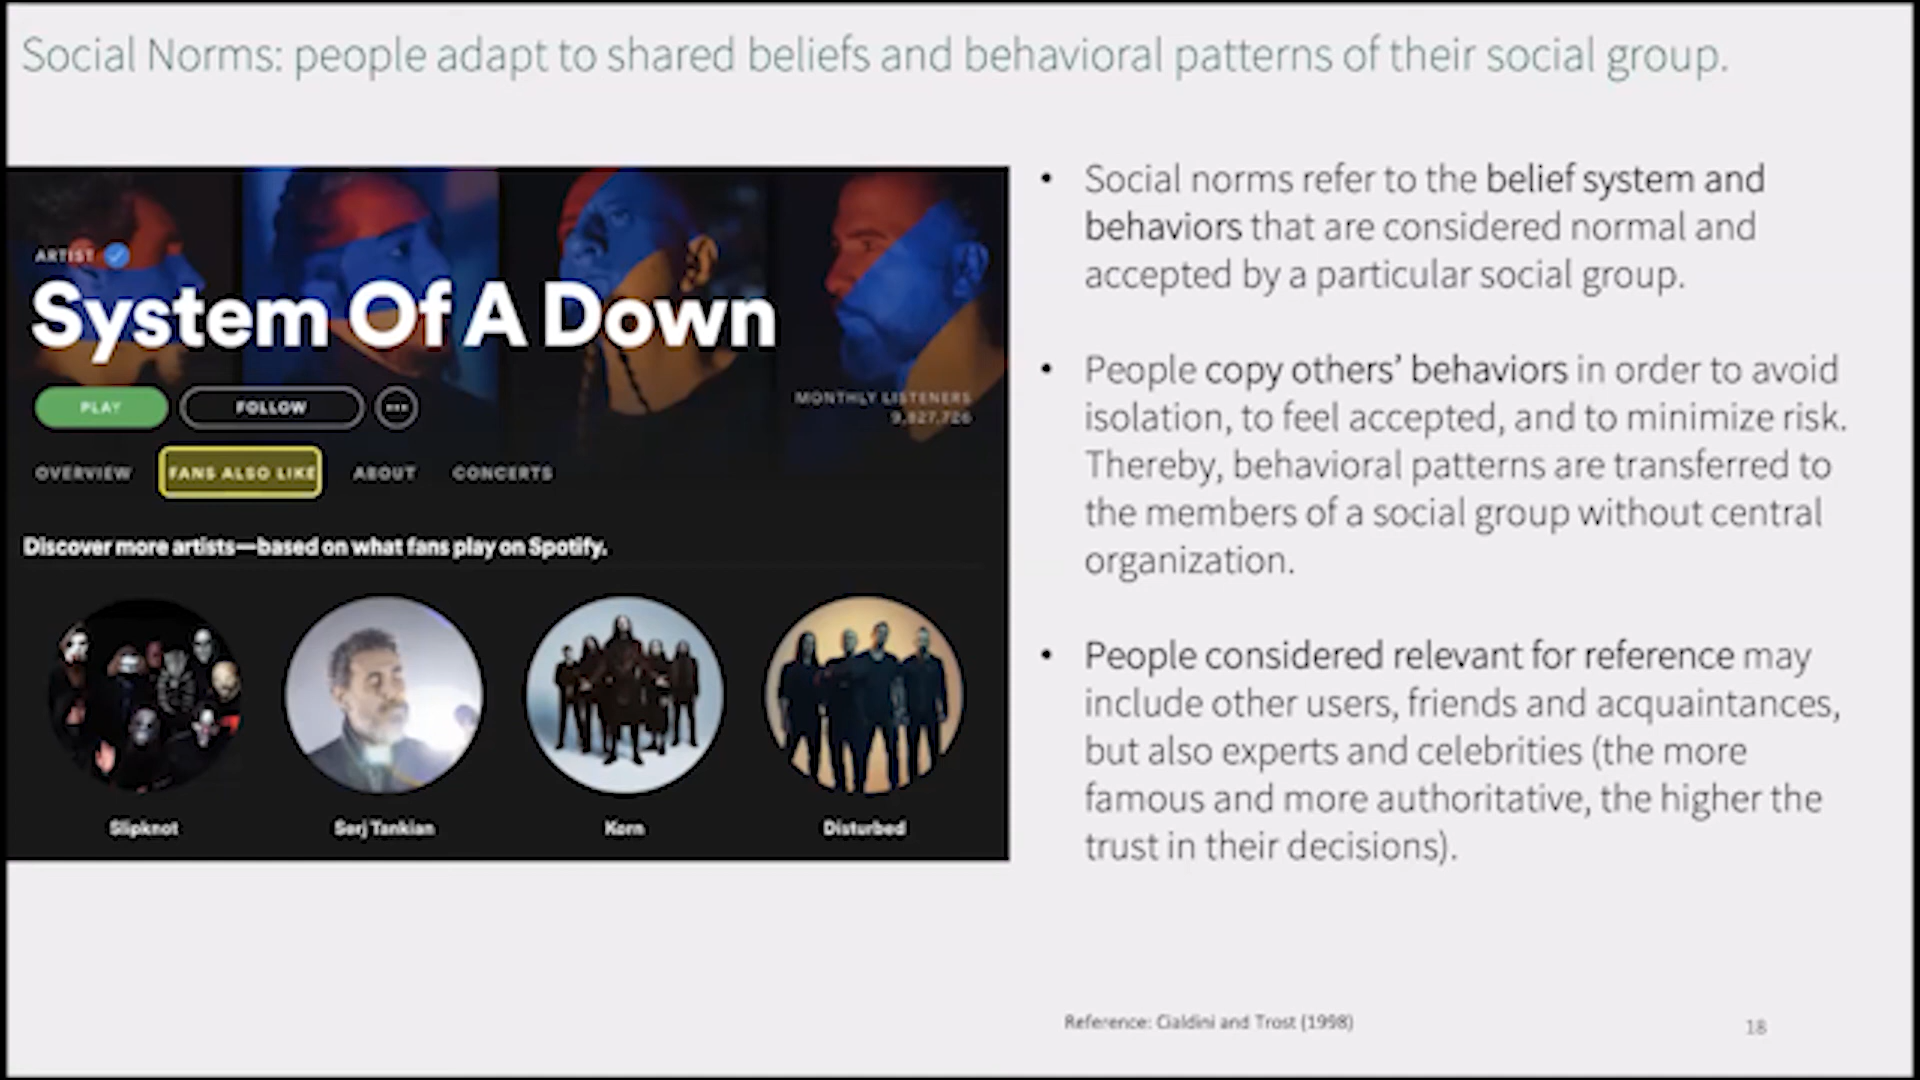 Social Norms: people adapt to shared beliefs and behavioral patterns of their social group.
ARTIST
System Of A Down
PLAY
FOLLOW
MONTHLY LISTENERS
9,827,726
OVERVIEW
FANS ALSO LIKE
ABOUT
CONCERTS
Discover more artists—based on what fans play on Spotify.
Slipknot
Serj Tankian
Korn
Disturbed
• Social norms refer to the belief system and
behaviors that are considered normal and
accepted by a particular social group.
• People copy others’ behaviors in order to avoid
isolation, to feel accepted, and to minimize risk.
Thereby, behavioral patterns are transferred to
the members of a social group without central
organization.
• People considered relevant for reference may
include other users, friends and acquaintances,
but also experts and celebrities (the more
famous and more authoritative, the higher the
trust in their decisions).
Reference: Cialdini and Trost (1998)
18